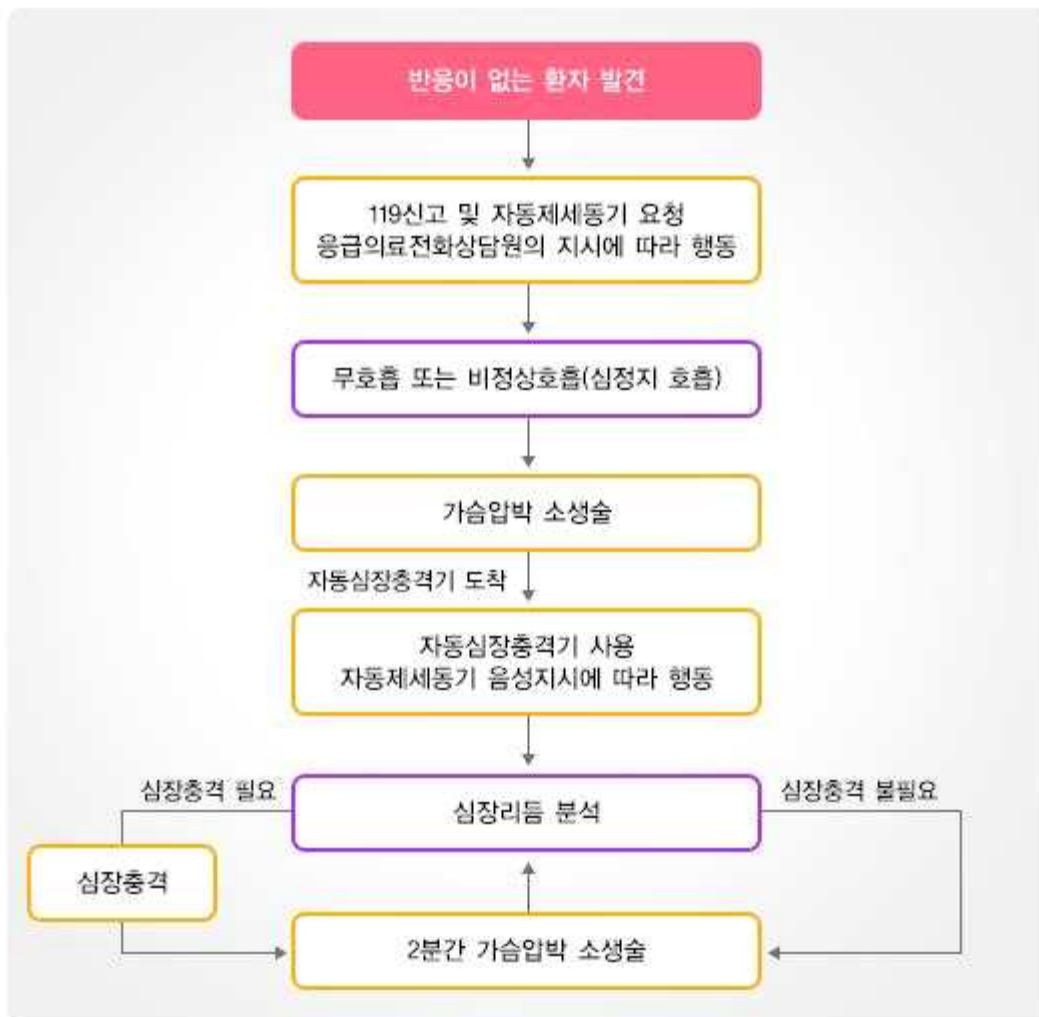 반응이 없는 환자 발견
119신고 및 자동제세동기 요청
응급의료전화상담원의 지시에 따라 행동
무호흡 또는 비정상호흡(심정지 호흡)
가슴압박 소생술
자동심장충격기 도착
자동심장충격기 사용
자동제세동기 음성지시에 따라 행동
심장충격 필요
심장리듬 분석
심장충격 불필요
심장충격
2분간 가슴압박 소생술